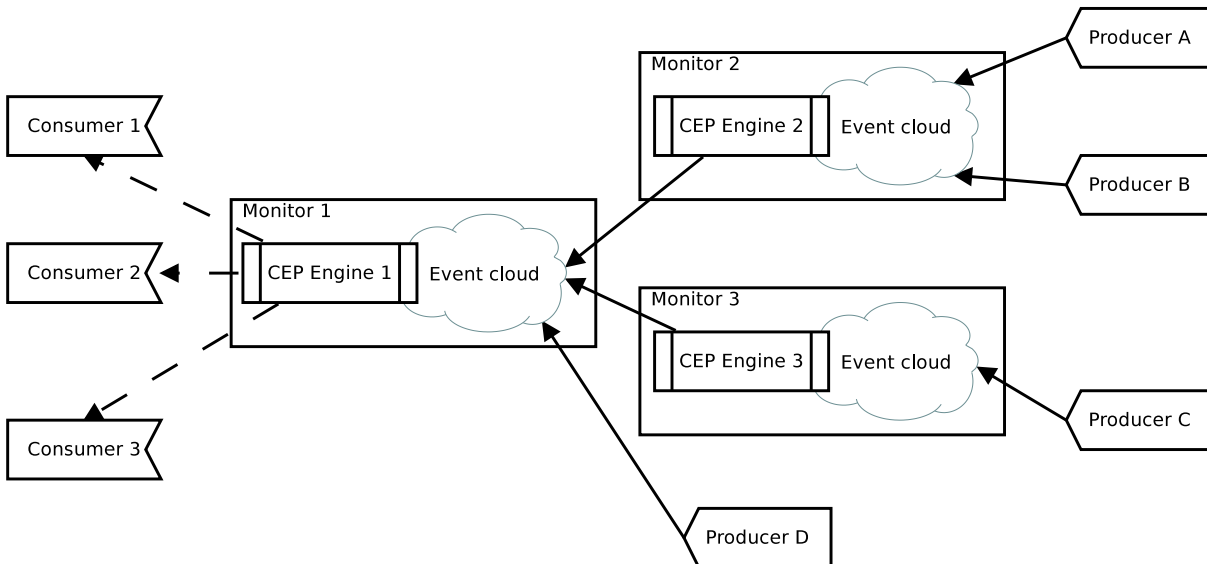 Producer A
Monitor 2
CEP Engine 2
Event cloud
Consumer 1
Producer B
Monitor 1
CEP Engine 1
Event cloud
Consumer 2
Monitor 3
CEP Engine 3
Event cloud
Producer C
Consumer 3
Producer D